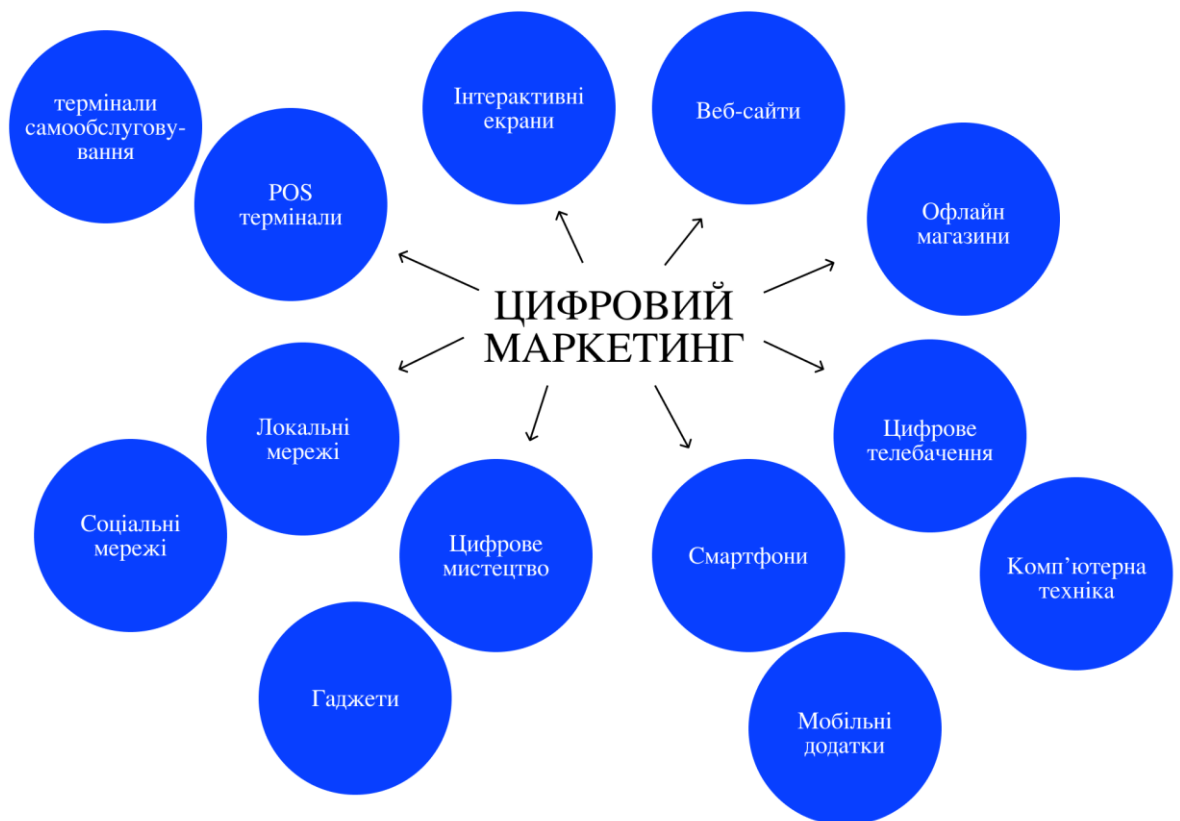 термінали
самообслугову-
вання
POS
термінали
Інтерактивні
екрани
Веб-сайти
Офлайн
магазини
ЦИФРОВИЙ
МАРКЕТИНГ
Локальні
мережі
Соціальні
мережі
Цифрове
мистецтво
Гаджети
Смартфони
Мобільні
додатки
Цифрове
телебачення
Комп’ютерна
техніка